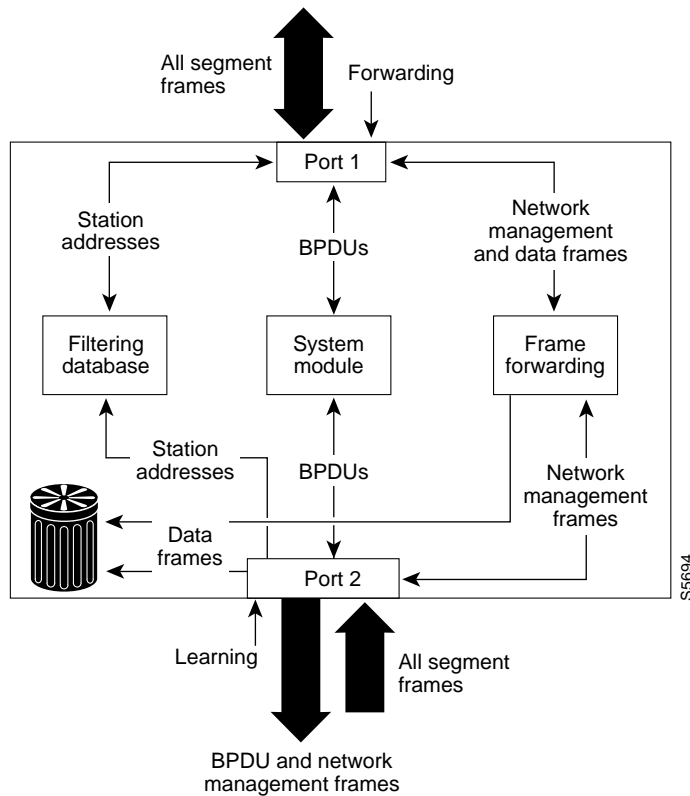 All segment
frames
Forwarding
Port 1
Station
addresses
BPDUs
Network
management
and data frames
Filtering
database
System
module
Frame
forwarding
Station
addresses
BPDUs
Network
management
frames
Data
frames
Port 2
S5694
Learning
All segment
frames
BPDU and network
management frames